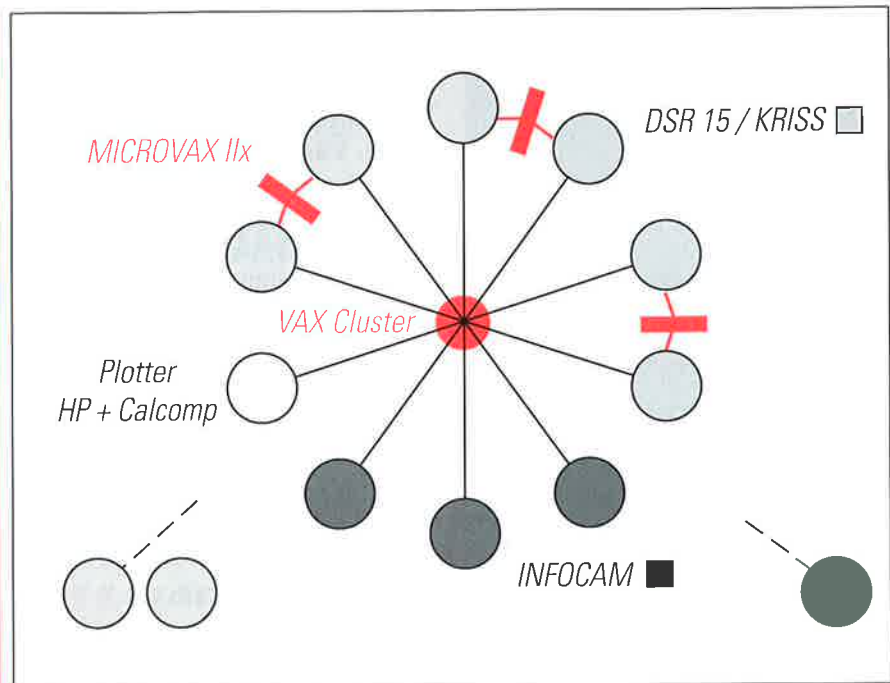 DSR 15 / KRISS
MICROVAX IIx
VAX Cluster
Plotter
HP + Calcomp
INFOCAM